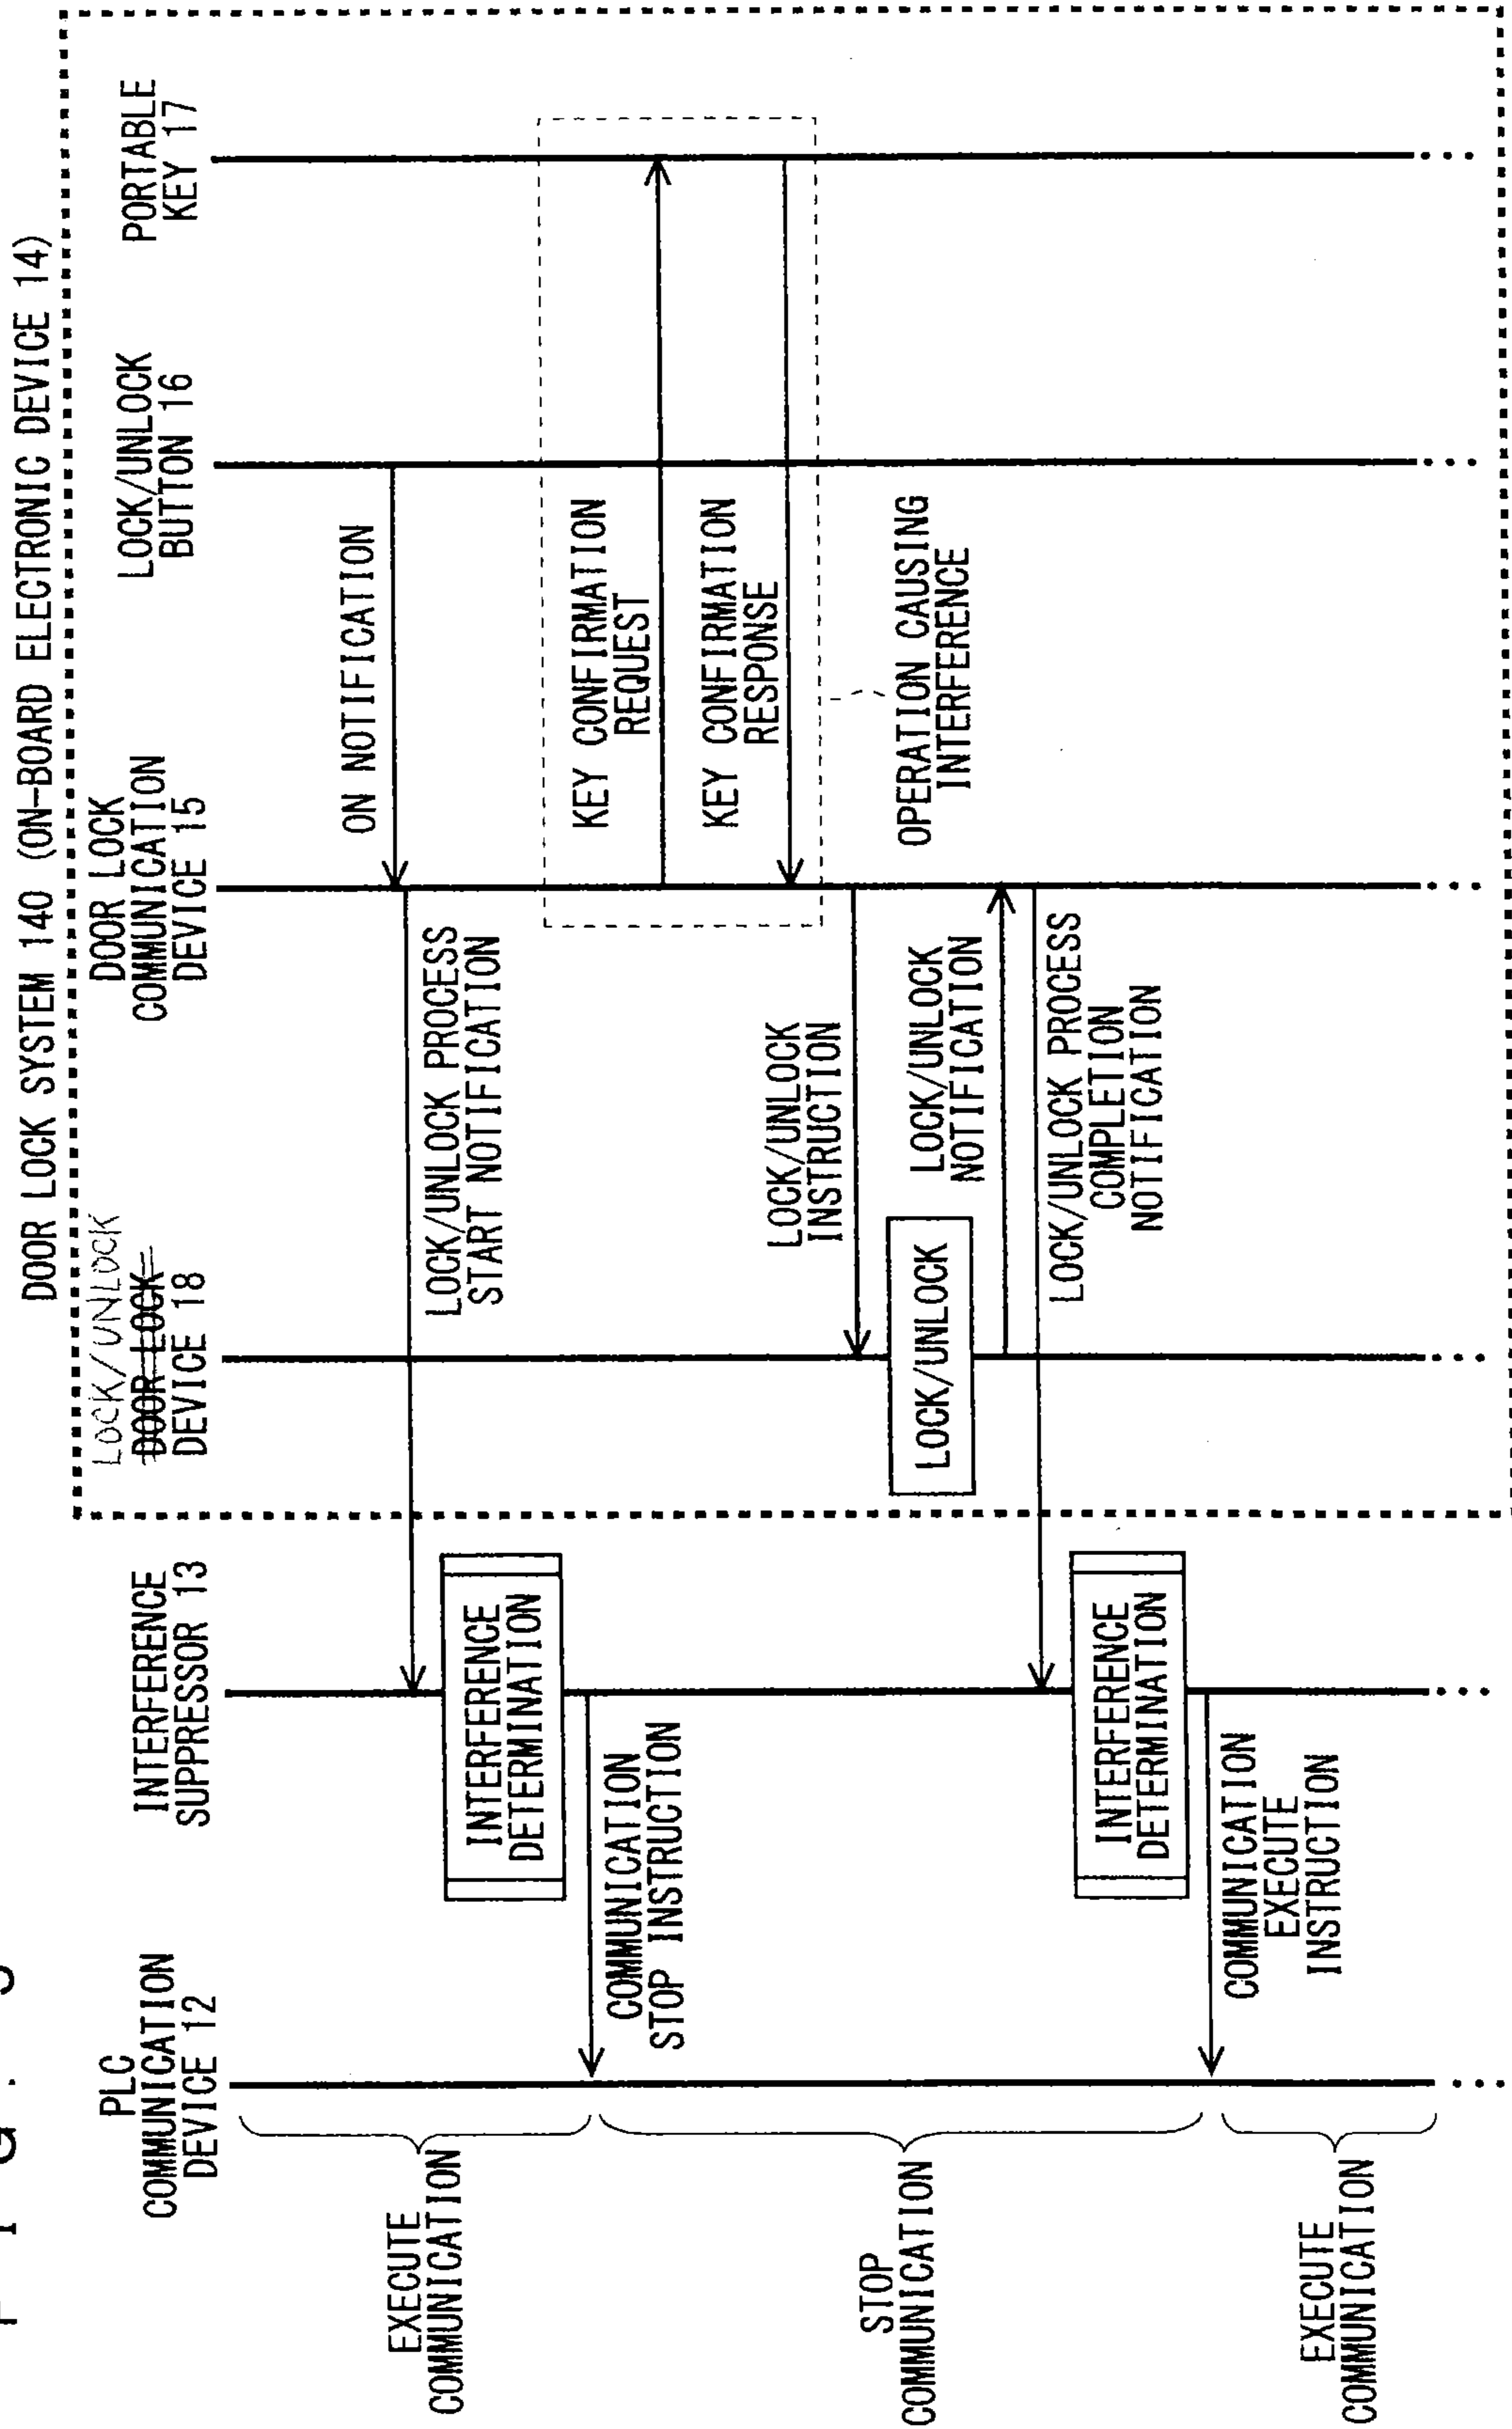 DOOR LOCK SYSTEM 140 (ON-BOARD ELECTRONIC DEVICE 14)
PLC
COMMUNICATION
DEVICE 12
INTERFERENCE
SUPPRESSOR 13
LOCK/UNLOCK
DOOR LOCK
DEVICE 18
DOOR LOCK
COMMUNICATION
DEVICE 15
LOCK/UNLOCK
BUTTON 16
PORTABLE
KEY 17
EXECUTE
COMMUNICATION
ON NOTIFICATION
LOCK/UNLOCK PROCESS
START NOTIFICATION
INTERFERENCE
DETERMINATION
COMMUNICATION
STOP INSTRUCTION
KEY CONFIRMATION
REQUEST
KEY CONFIRMATION
RESPONSE
OPERATION CAUSING
INTERFERENCE
STOP
COMMUNICATION
LOCK/UNLOCK
INSTRUCTION
LOCK/UNLOCK
LOCK/UNLOCK
NOTIFICATION
LOCK/UNLOCK PROCESS
COMPLETION
NOTIFICATION
INTERFERENCE
DETERMINATION
COMMUNICATION
EXECUTE
INSTRUCTION
EXECUTE
COMMUNICATION